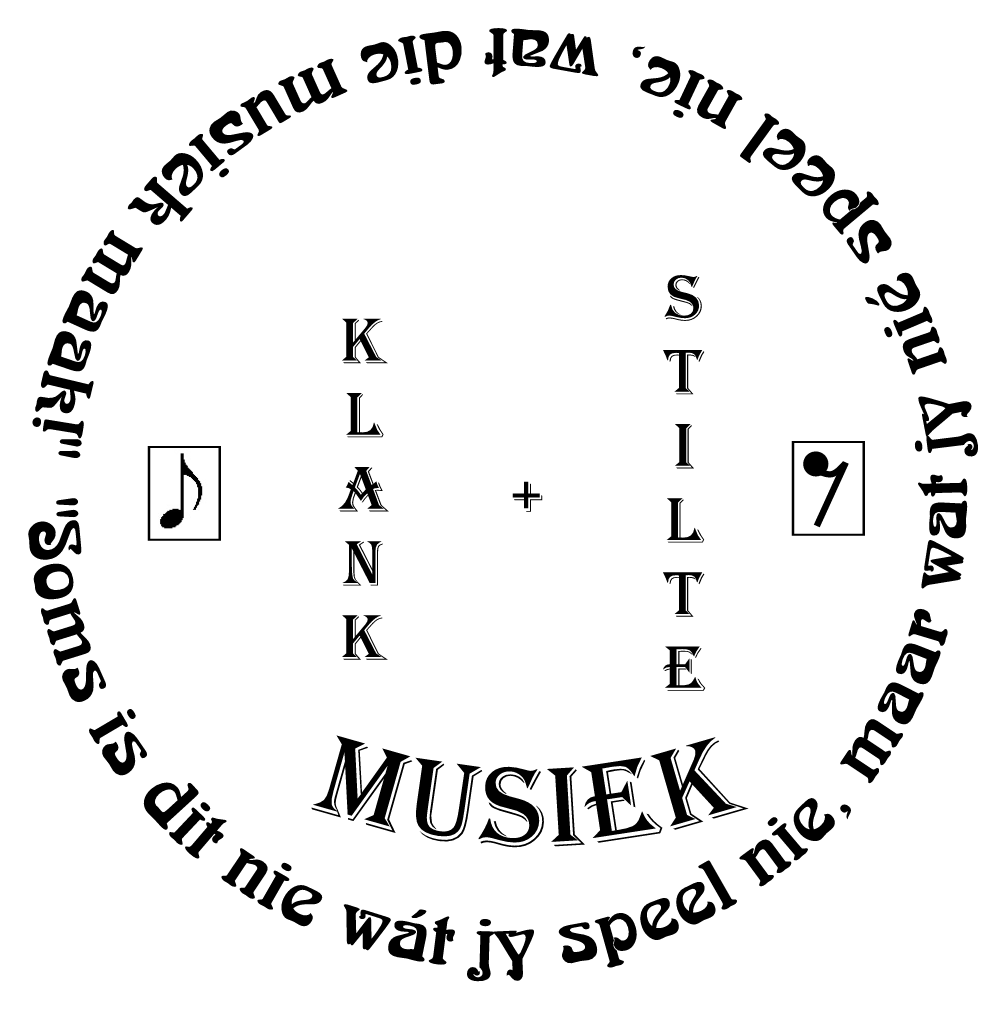 "Soms is dit nie wát jy speel nie, maar wat jy nié speel nie, wat die musiek maak!"
KLANK
+
STILTE
MUSIEK